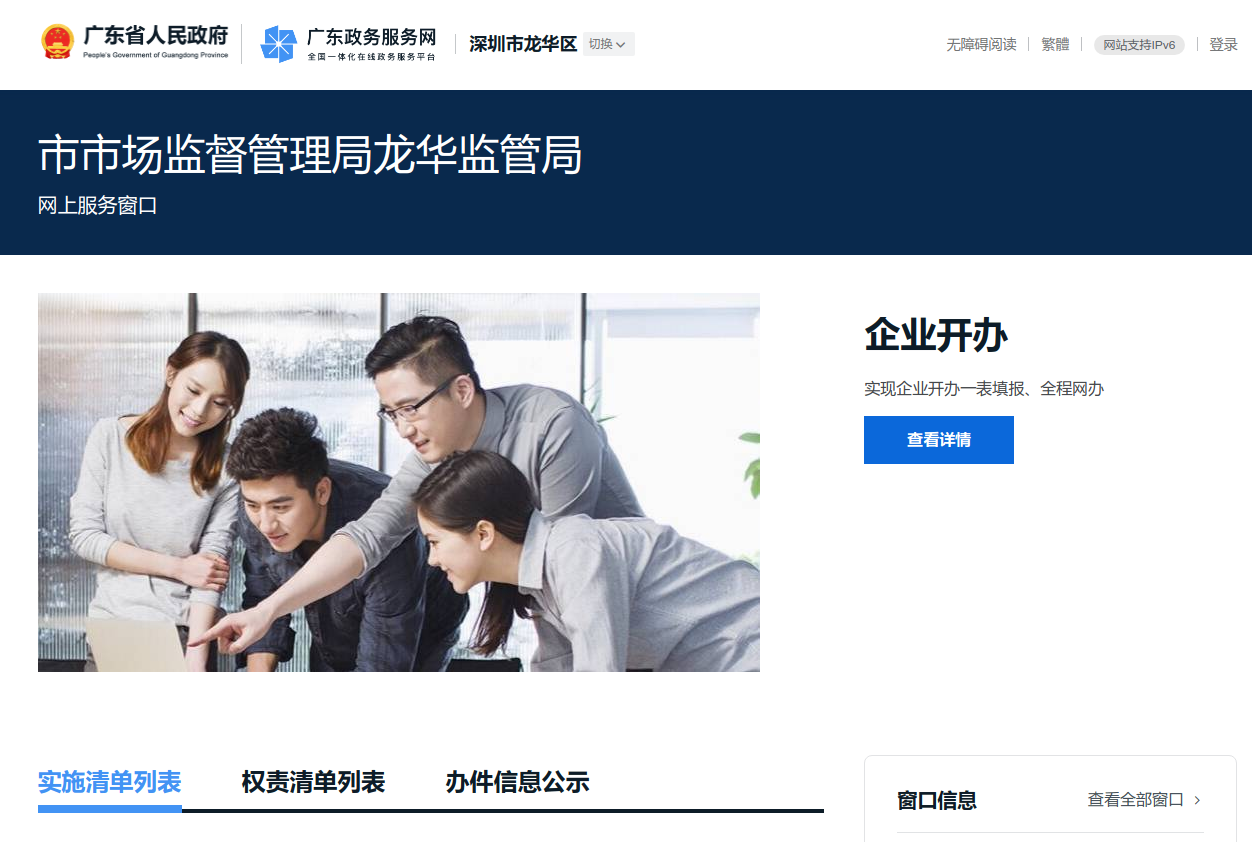 广东省人民政府
People's Government of Guangdong Province
广东政务服务网
全国一体化在线政务服务平台
深圳市龙华区 切换
无障碍阅读 繁體 网站支持IPv6 登录
市市场监督管理局龙华监管局
网上服务窗口
企业开办
实现企业开办一表填报、全程网办
查看详情
实施清单列表 权责清单列表 办件信息公示
窗口信息 查看全部窗口